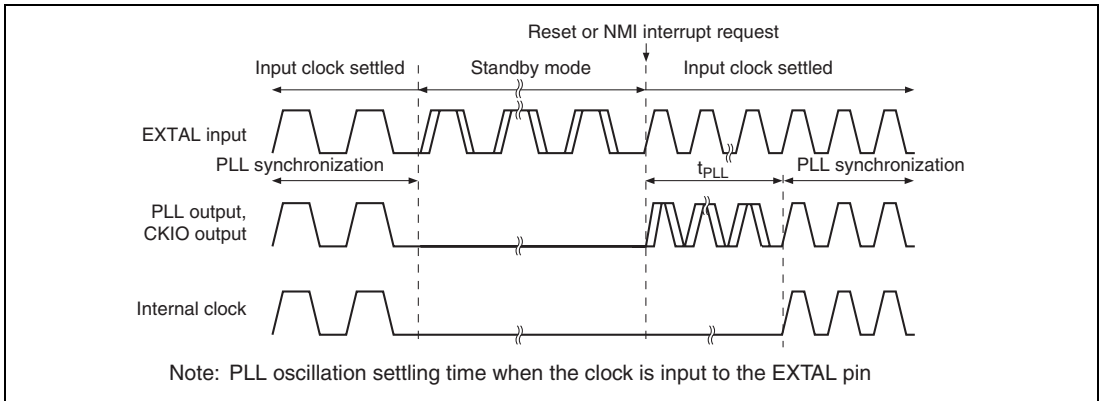 Reset or NMI interrupt request
Input clock settled
Standby mode
Input clock settled
EXTAL input
PLL synchronization
tPLL
PLL synchronization
PLL output,
CKIO output
Internal clock
Note: PLL oscillation settling time when the clock is input to the EXTAL pin